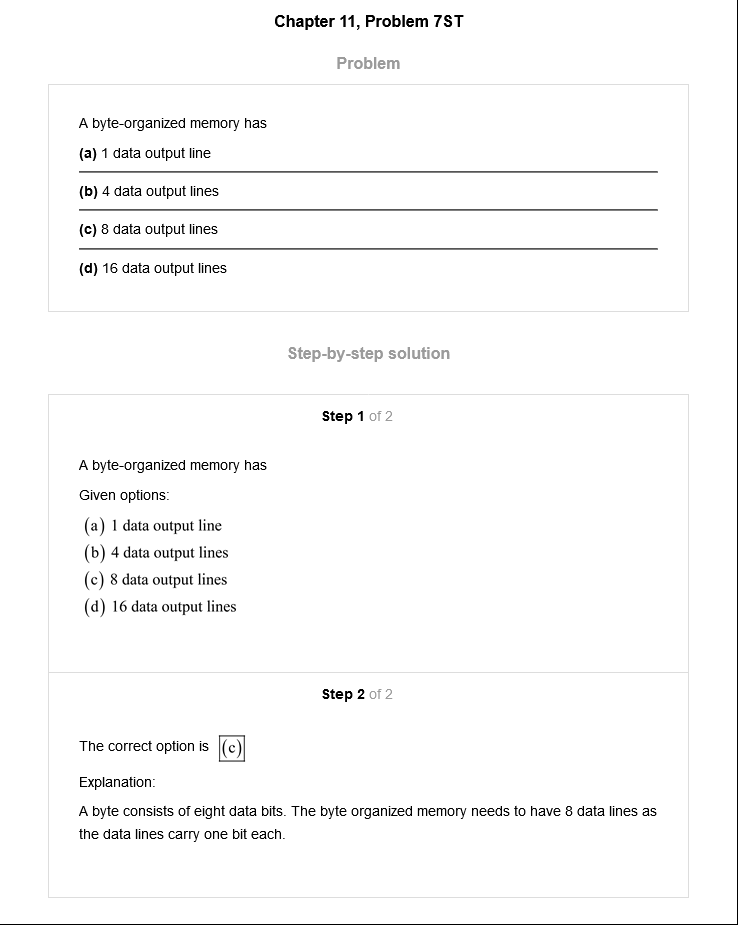 Chapter 11, Problem 7ST
Problem
A byte-organized memory has
(a) 1 data output line
(b) 4 data output lines
(c) 8 data output lines
(d) 16 data output lines
Step-by-step solution
Step 1 of 2
A byte-organized memory has
Given options:
(a) 1 data output line
(b) 4 data output lines
(c) 8 data output lines
(d) 16 data output lines
Step 2 of 2
The correct option is (c)
Explanation:
A byte consists of eight data bits. The byte organized memory needs to have 8 data lines as
the data lines carry one bit each.